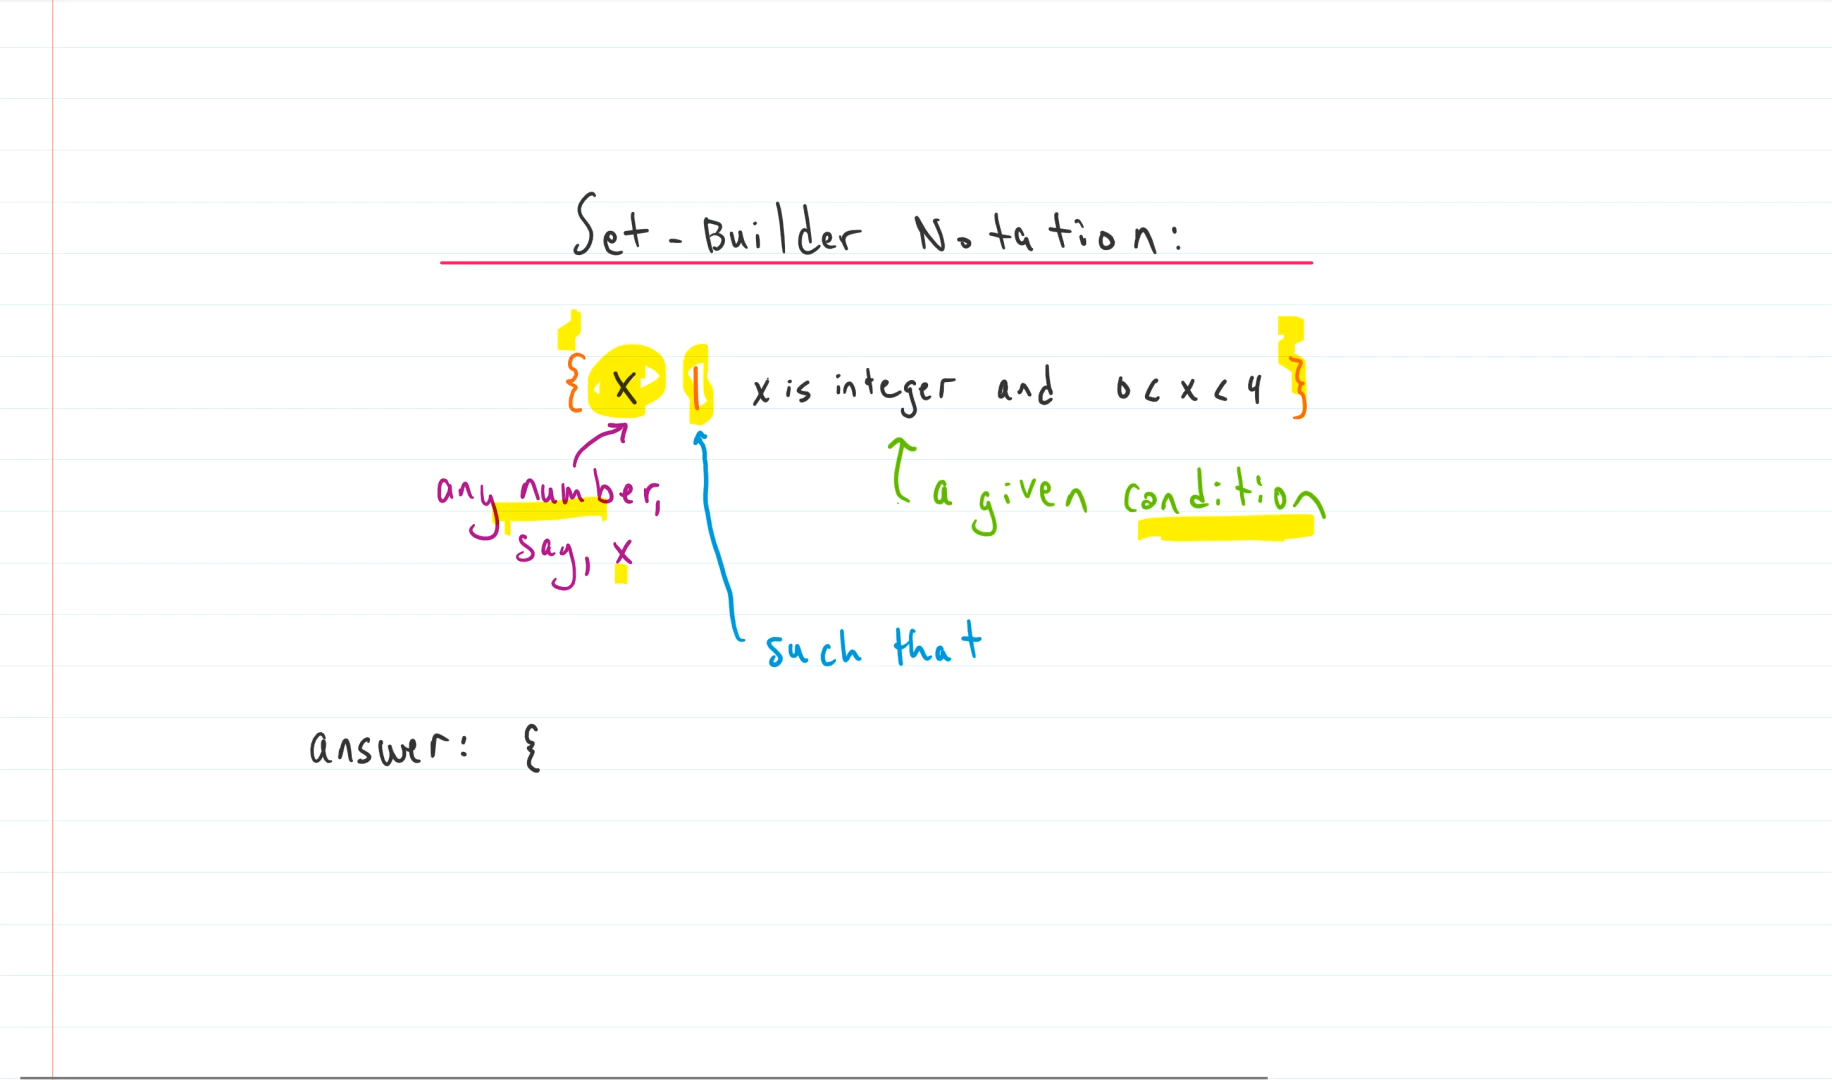 Set-Builder Notation:
{ x | x is integer and 0 < x < 4 }
any number,
say, x
a given condition
such that
answer: {